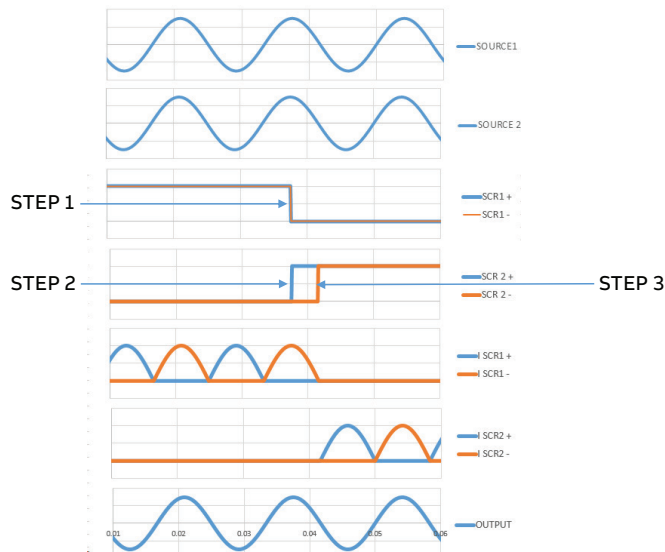 SOURCE1
SOURCE 2
STEP 1
SCR1 +
SCR1 -
STEP 2
SCR 2 +
SCR 2 -
STEP 3
I SCR1 +
I SCR1 -
I SCR2 +
I SCR2 -
OUTPUT
0.01 0.02 0.03 0.04 0.05 0.06